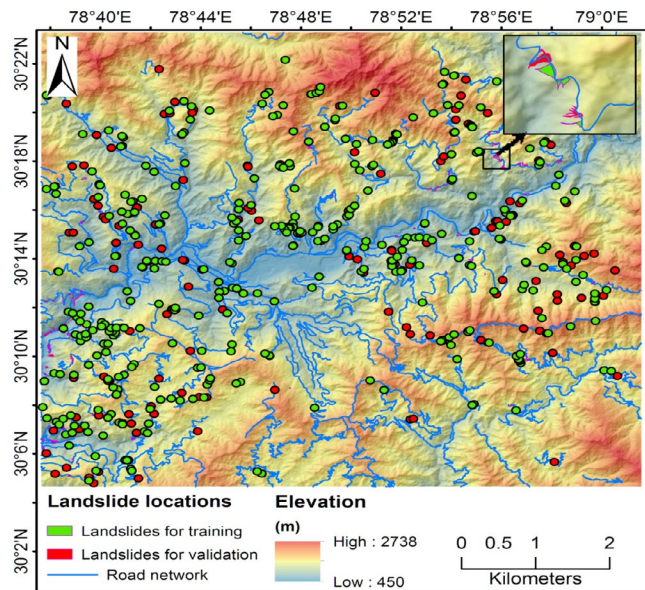 78°40'E 78°44'E 78°48'E 78°52'E 78°56'E 79°0'E
N
30°22'N
30°18'N
30°14'N
30°10'N
30°6'N
30°2'N
Landslide locations
Landslides for training
Landslides for validation
Road network
Elevation
(m)
High : 2738
Low : 450
0 0.5 1 2
Kilometers